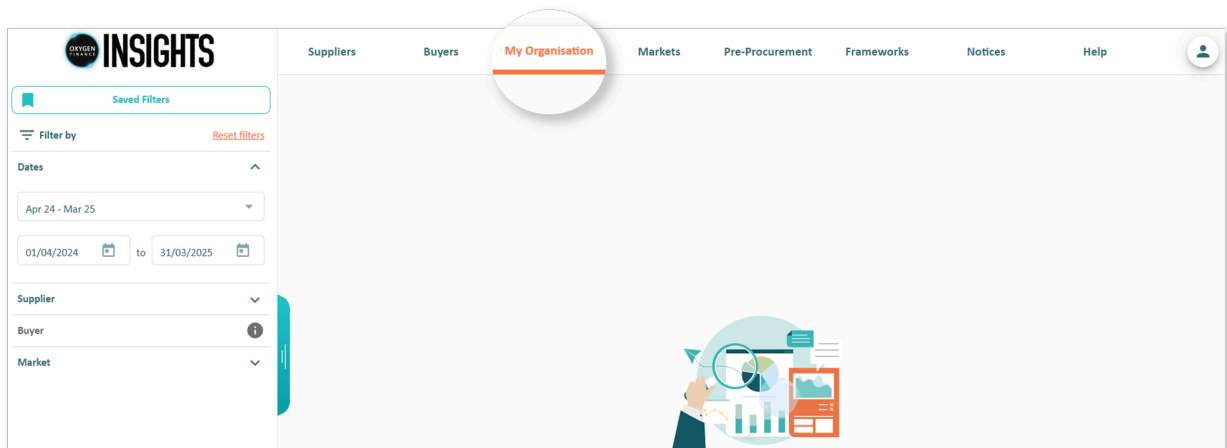 OXYGEN FINANCE INSIGHTS
Suppliers Buyers My Organisation Markets Pre-Procurement Frameworks Notices Help
Saved Filters
Filter by Reset filters
Dates
Apr 24 - Mar 25
01/04/2024 to 31/03/2025
Supplier
Buyer
Market